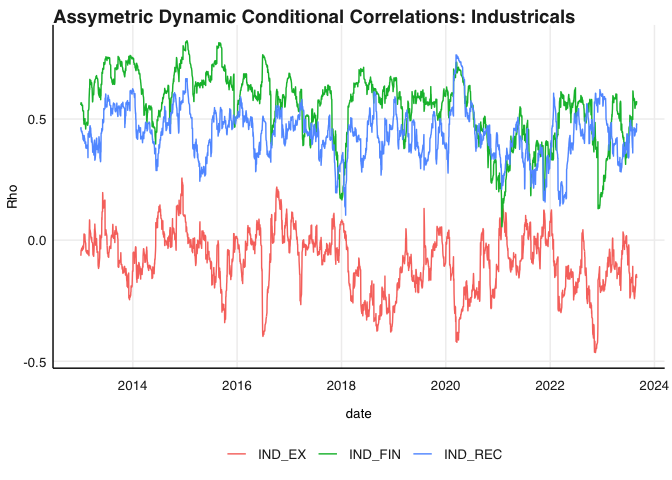 Assymetric Dynamic Conditional Correlations: Industricals
Rho
0.5
0.0
-0.5
2014 2016 2018 2020 2022 2024
date
IND_EX IND_FIN IND_REC